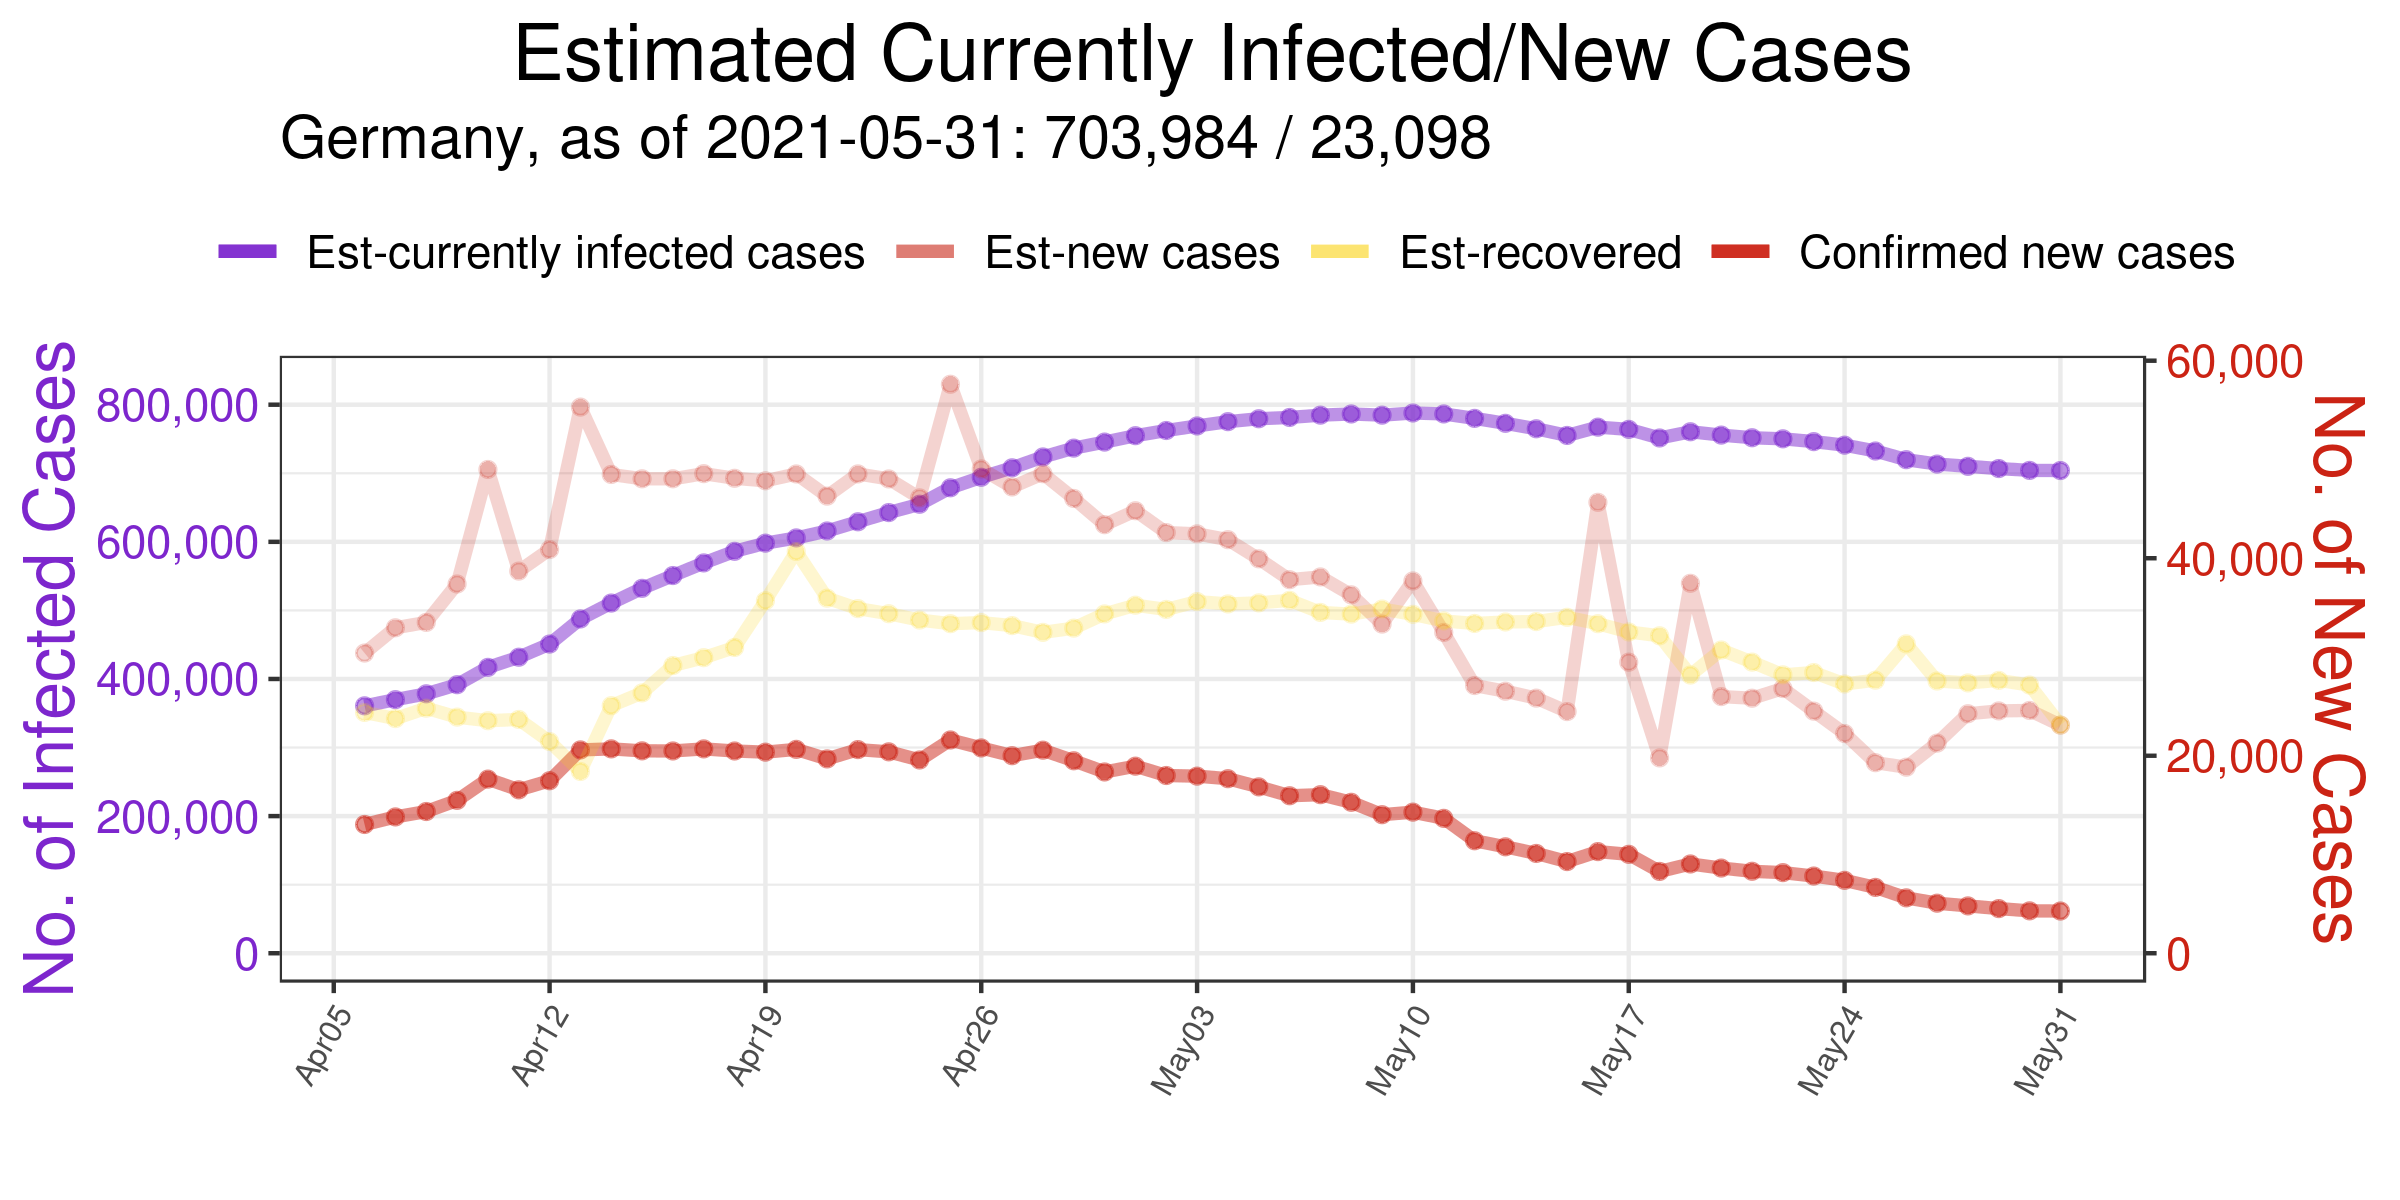 Estimated Currently Infected/New Cases
Germany, as of 2021-05-31: 703,984 / 23,098
Est-currently infected cases Est-new cases Est-recovered Confirmed new cases
No. of Infected Cases
800,000
600,000
400,000
200,000
0
60,000
40,000
20,000
0
No. of New Cases
Apr05 Apr12 Apr19 Apr26 May03 May10 May17 May24 May31